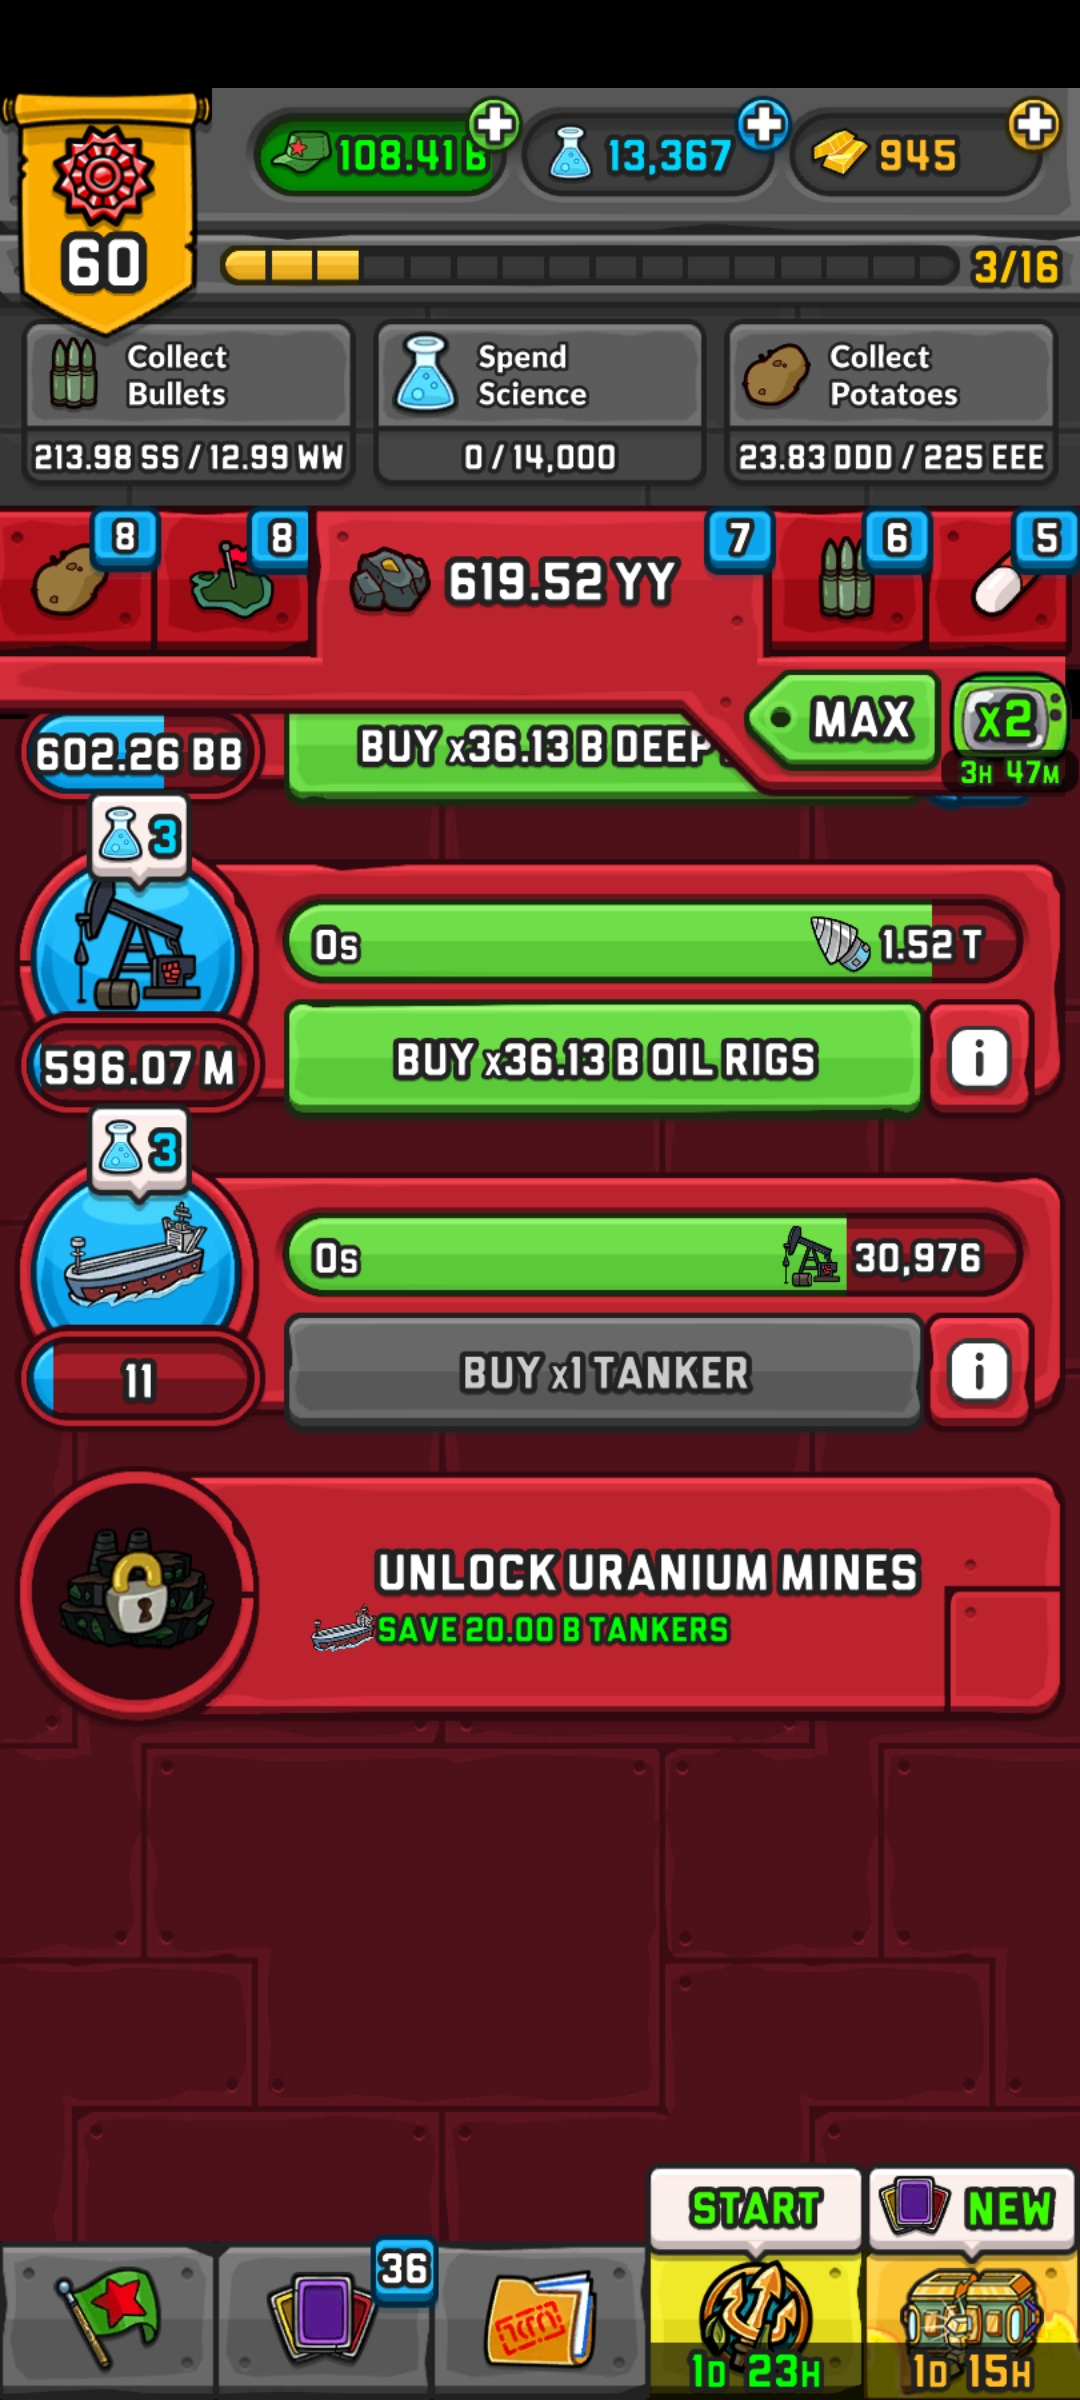 60
108.41 B
13,367
945
3/16
Collect
Bullets
213.98 SS / 12.99 WW
Spend
Science
0 / 14,000
Collect
Potatoes
23.83 DDD / 225 EEE
8
8
619.52 YY
7
6
5
MAX
x2
3H 47M
602.26 BB
BUY x36.13 B DEEP
3
0s
1.52 T
596.07 M
BUY x36.13 B OIL RIGS
i
3
0s
30,976
11
BUY x1 TANKER
i
UNLOCK URANIUM MINES
SAVE 20.00 B TANKERS
START
NEW
36
1D 23H
1D 15H